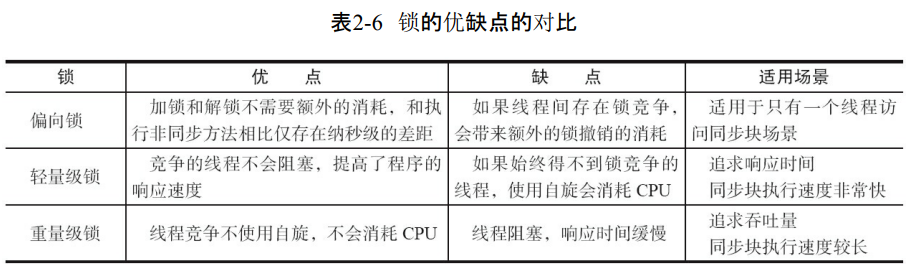 表2-6 锁的优缺点的对比
锁 优 点 缺 点 适用场景
偏向锁
加锁和解锁不需要额外的消耗，和执
行非同步方法相比仅存在纳秒级的差距
如果线程间存在锁竞争，
会带来额外的锁撤销的消耗
适用于只有一个线程访
问同步块场景
轻量级锁
竞争的线程不会阻塞，提高了程序的
响应速度
如果始终得不到锁竞争的
线程，使用自旋会消耗 CPU
追求响应时间
同步块执行速度非常快
重量级锁
线程竞争不使用自旋，不会消耗 CPU
线程阻塞，响应时间缓慢
追求吞吐量
同步块执行速度较长